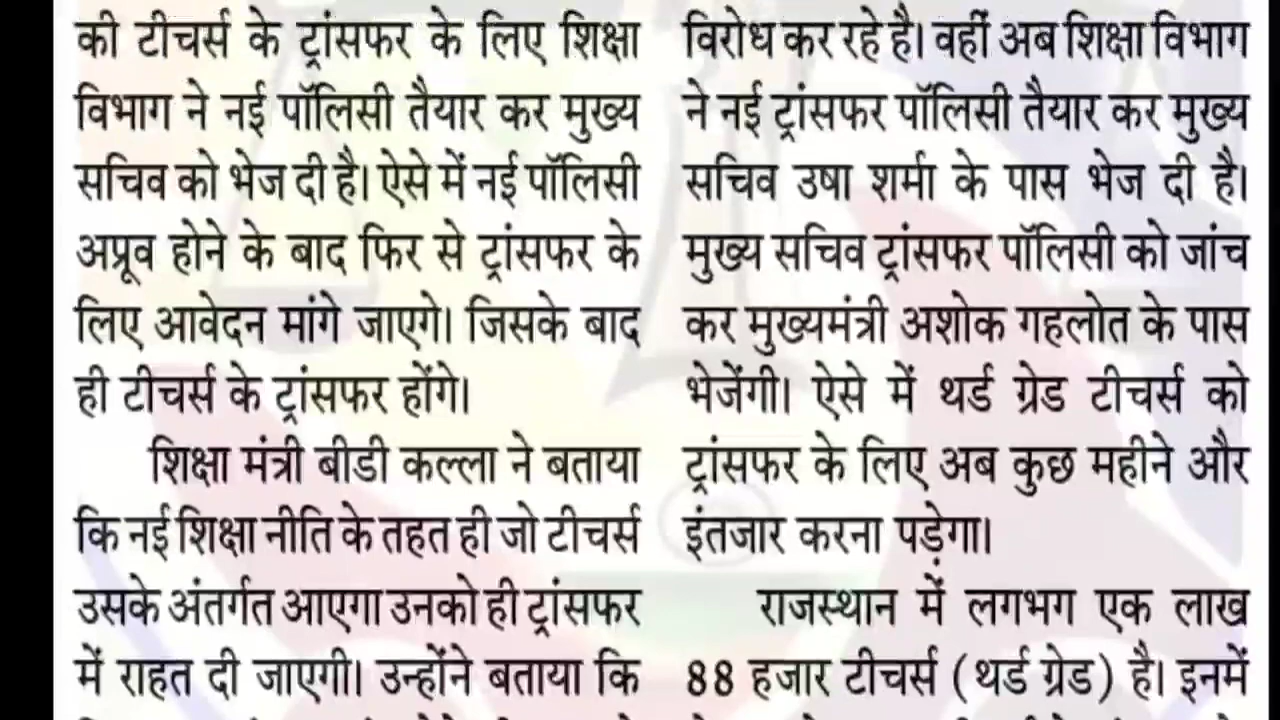 की टीचर्स के ट्रांसफर के लिए शिक्षा
विभाग ने नई पॉलिसी तैयार कर मुख्य
सचिव को भेज दी है। ऐसे में नई पॉलिसी
अप्रूव होने के बाद फिर से ट्रांसफर के
लिए आवेदन मांगे जाएगे। जिसके बाद
ही टीचर्स के ट्रांसफर होंगे।
शिक्षा मंत्री बीडी कल्ला ने बताया
कि नई शिक्षा नीति के तहत ही जो टीचर्स
उसके अंतर्गत आएगा उनको ही ट्रांसफर
में राहत दी जाएगी। उन्होंने बताया कि
विरोध कर रहे है। वहीं अब शिक्षा विभाग
ने नई ट्रांसफर पॉलिसी तैयार कर मुख्य
सचिव उषा शर्मा के पास भेज दी है।
मुख्य सचिव ट्रांसफर पॉलिसी को जांच
कर मुख्यमंत्री अशोक गहलोत के पास
भेजेंगी। ऐसे में थर्ड ग्रेड टीचर्स को
ट्रांसफर के लिए अब कुछ महीने और
इंतजार करना पड़ेगा।
राजस्थान में लगभग एक लाख
88 हजार टीचर्स (थर्ड ग्रेड) है। इनमें